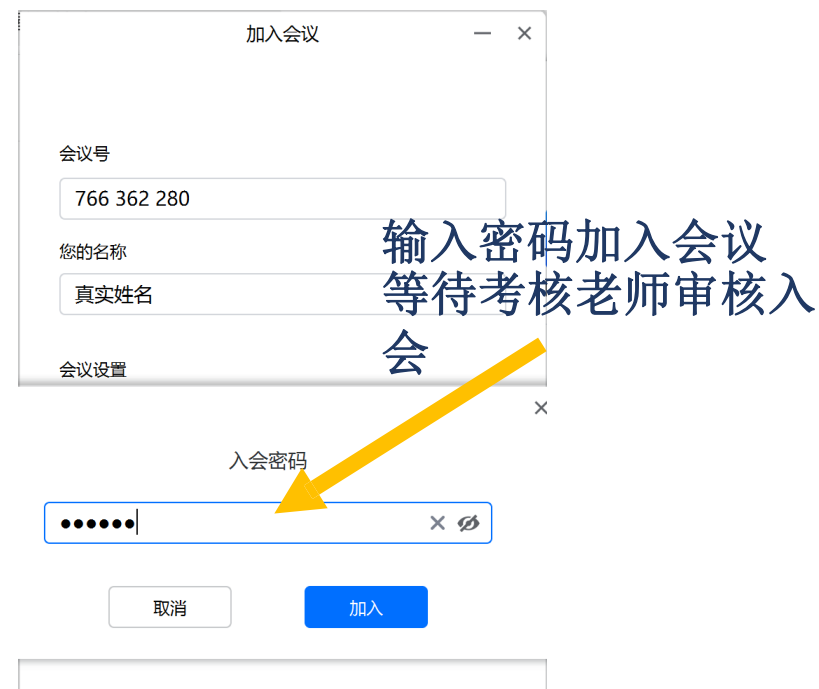 加入会议
会议号
766 362 280
您的名称
真实姓名
会议设置
输入密码加入会议
等待考核老师审核入
会
入会密码
●●●●●●
取消
加入